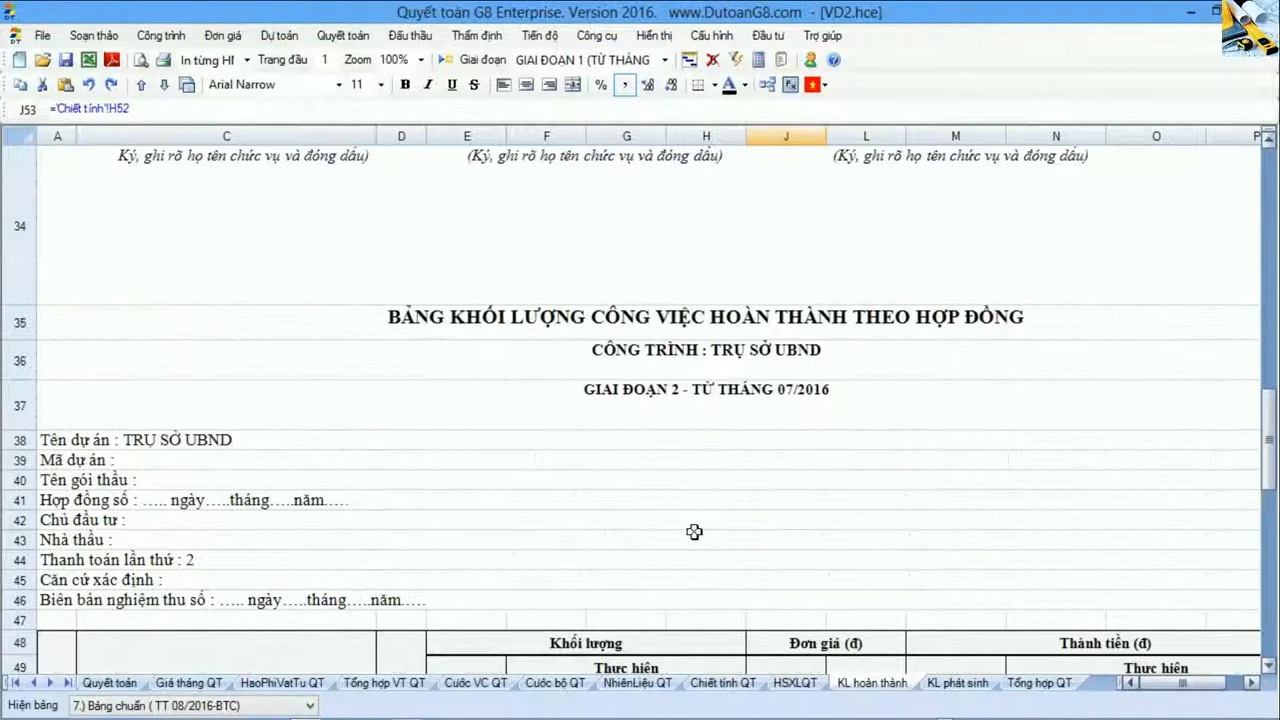 Quyết toán G8 Enterprise. Version 2016. www.DutoanG8.com - [VD2.hce]
File Soạn thảo Công trình Đơn giá Dự toán Quyết toán Đấu thầu Thẩm định Tiến độ Công cụ Hiển thị Cấu hình Đầu tư Trợ giúp
In từng HI Trang đầu 1 Zoom 100% Giai đoạn GIAI ĐOẠN 1 (TỪ THÁNG
Arial Narrow 11 B I U S %
J53 ='Chiết tính'!H52
A C D E F G H J L M N O P
Ký, ghi rõ họ tên chức vụ và đóng dấu) (Ký, ghi rõ họ tên chức vụ và đóng dấu) (Ký, ghi rõ họ tên chức vụ và đóng dấu)
34
35 BẢNG KHỐI LƯỢNG CÔNG VIỆC HOÀN THÀNH THEO HỢP ĐỒNG
36 CÔNG TRÌNH : TRỤ SỞ UBND
37 GIAI ĐOẠN 2 - TỪ THÁNG 07/2016
38 Tên dự án : TRỤ SỞ UBND
39 Mã dự án :
40 Tên gói thầu :
41 Hợp đồng số : ….. ngày…..tháng…..năm…..
42 Chủ đầu tư :
43 Nhà thầu :
44 Thanh toán lần thứ : 2
45 Căn cứ xác định :
46 Biên bản nghiệm thu số : ….. ngày…..tháng…..năm…..
47
48 Khối lượng Đơn giá (đ) Thành tiền (đ)
49 Thực hiện Thực hiện
Quyết toán Giá tháng QT HaoPhiVatTu QT Tổng hợp VT QT Cước VC QT Cước bộ QT NhiênLiệu QT Chiết tính QT HSXLQT KL hoàn thành KL phát sinh Tổng hợp QT
Hiện bảng 7.) Bảng chuẩn ( TT 08/2016-BTC)